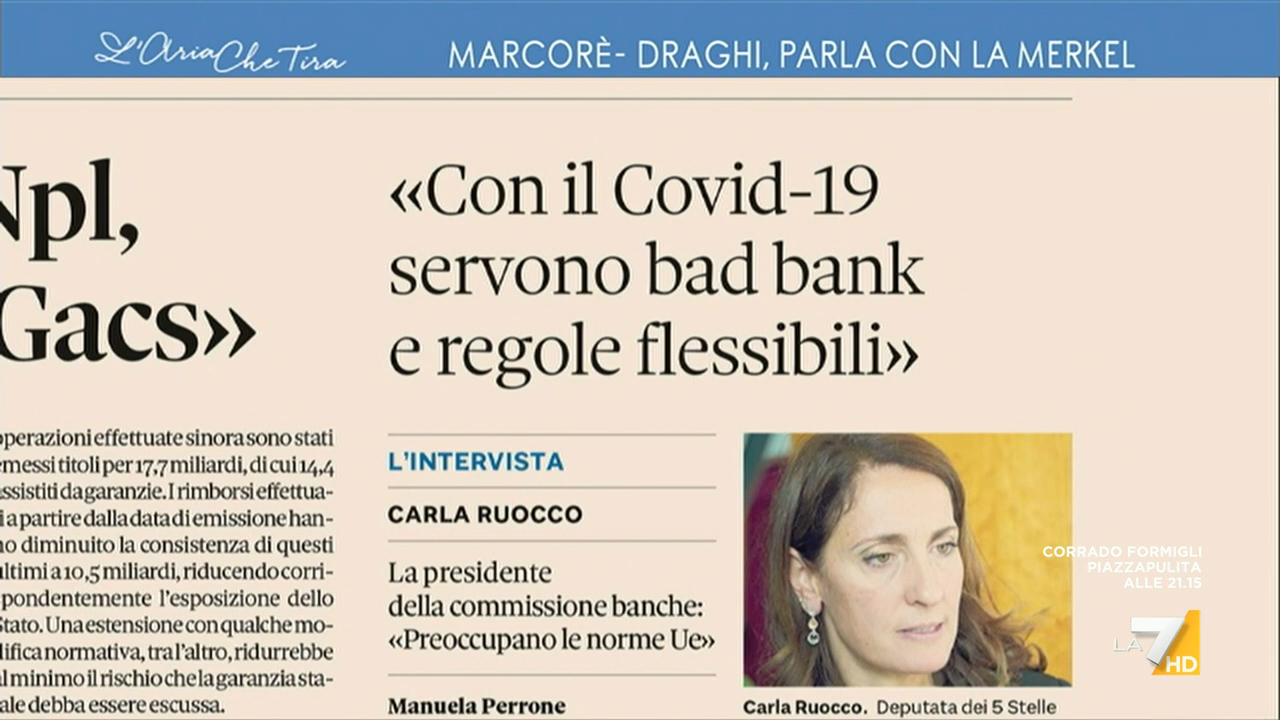 L'Aria Che Tira
MARCORÈ- DRAGHI, PARLA CON LA MERKEL
Npl,
Gacs»
operazioni effettuate sinora sono stati
emessi titoli per 17,7 miliardi, di cui 14,4
assistiti da garanzie. I rimborsi effettua-
i a partire dalla data di emissione han-
no diminuito la consistenza di questi
ultimi a 10,5 miliardi, riducendo corri-
spondentemente l'esposizione dello
Stato. Una estensione con qualche mo-
difica normativa, tra l'altro, ridurrebbe
al minimo il rischio che la garanzia sta-
ale debba essere escussa.
«Con il Covid-19
servono bad bank
e regole flessibili»
L'INTERVISTA
CARLA RUOCCO
La presidente
della commissione banche:
«Preoccupano le norme Ue»
Manuela Perrone
Carla Ruocco. Deputata dei 5 Stelle
CORRADO FORMIGLI
PIAZZAPULITA
ALLE 21.15
LA 7 HD